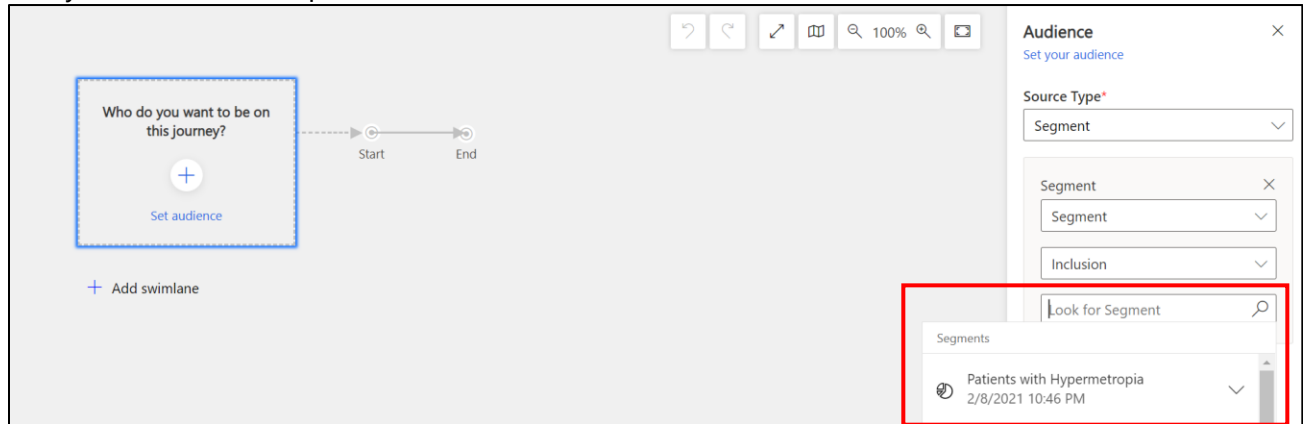 100%
Who do you want to be on
this journey?
Set audience
Start
End
Add swimlane
Audience
Set your audience
Source Type*
Segment
Segment
Segment
Inclusion
Look for Segment
Segments
Patients with Hypermetropia
2/8/2021 10:46 PM